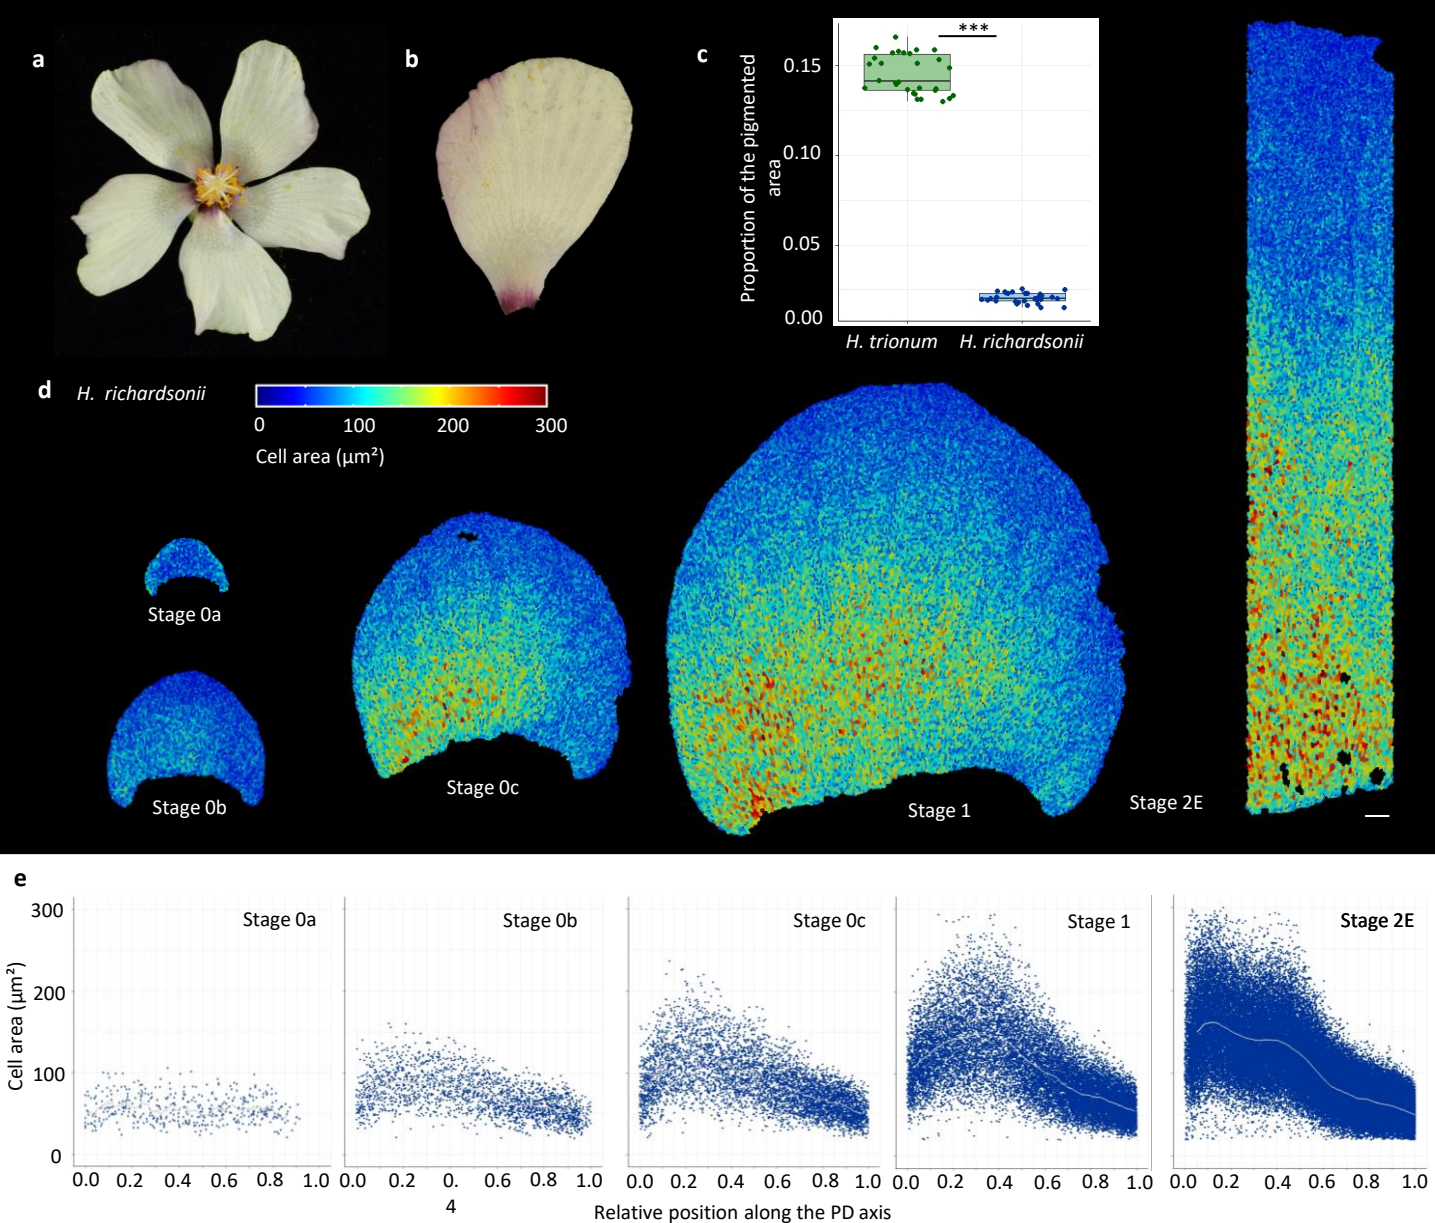 a
b
c
***
Proportion of the pigmented
area
0.15
0.10
0.05
0.00
H. trionum
H. richardsonii
d
H. richardsonii
0
100
200
300
Cell area (µm²)
Stage 0a
Stage 0b
Stage 0c
Stage 1
Stage 2E
e
Cell area (µm²)
300
200
100
0
Stage 0a
Stage 0b
Stage 0c
Stage 1
Stage 2E
0.0 0.2 0.4 0.6 0.8 1.0
0.0 0.2 0. 0.6 0.8 1.0
4
0.0 0.2 0.4 0.6 0.8 1.0
0.0 0.2 0.4 0.6 0.8 1.0
0.0 0.2 0.4 0.6 0.8 1.0
Relative position along the PD axis